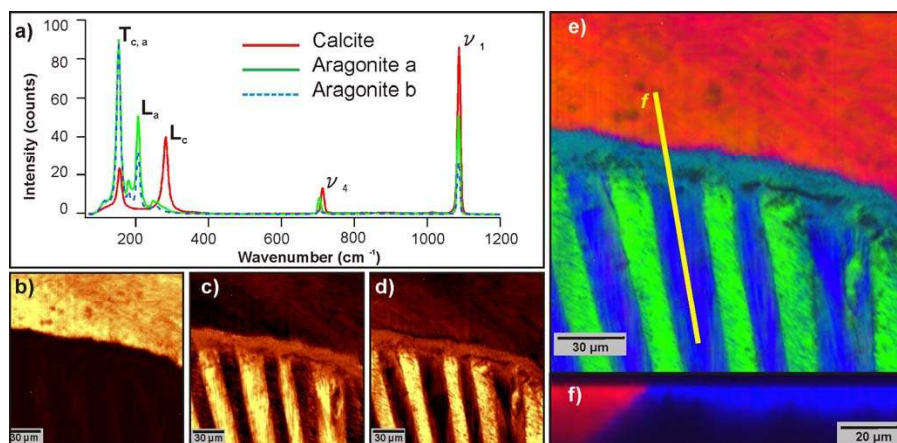 a)
100
80
60
40
20
0
Intensity (counts)
T c, a
L a
L c
ν 4
ν 1
Calcite
Aragonite a
Aragonite b
200 400 600 800 1000 1200
Wavenumber (cm⁻¹)
b)
30 µm
c)
30 µm
d)
30 µm
e)
f
30 µm
f)
20 µm